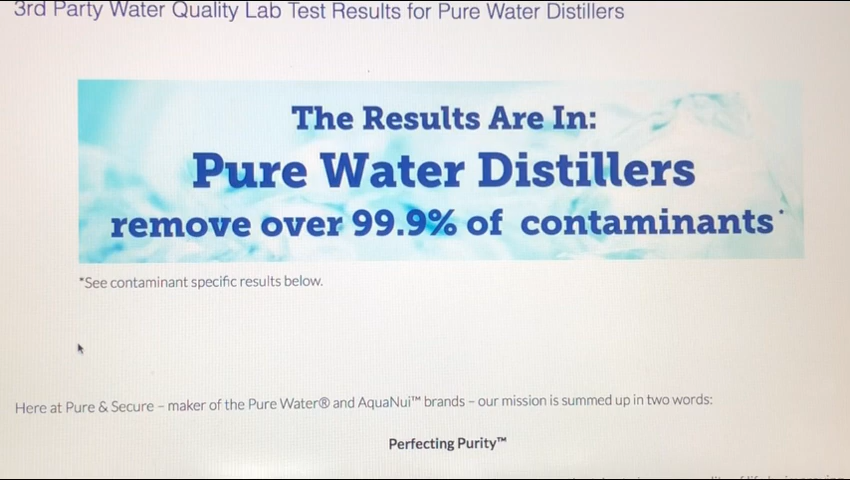 3rd Party Water Quality Lab Test Results for Pure Water Distillers
The Results Are In:
Pure Water Distillers
remove over 99.9% of contaminants*
*See contaminant specific results below.
Here at Pure & Secure – maker of the Pure Water® and AquaNui™ brands – our mission is summed up in two words:
Perfecting Purity™